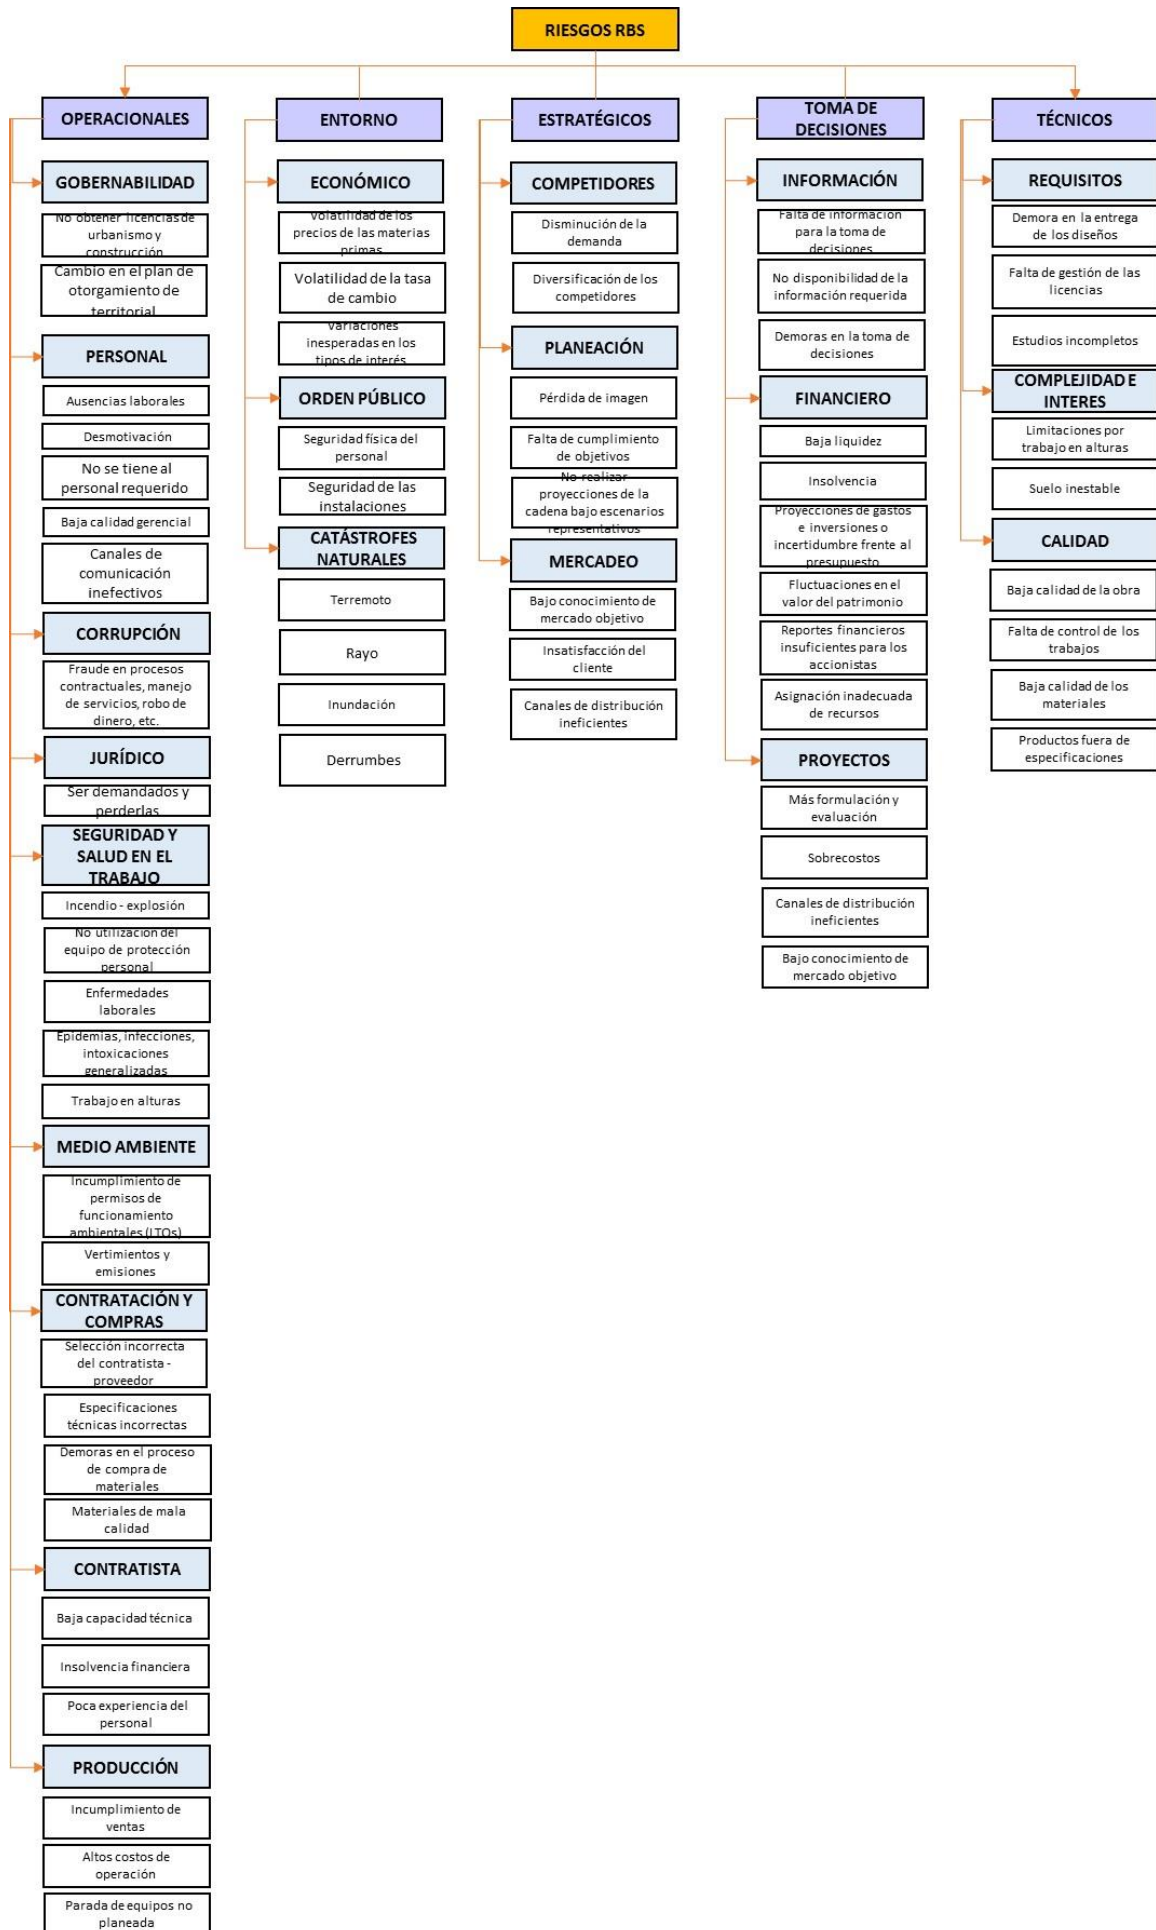 RIESGOS RBS
OPERACIONALES
GOBERNABILIDAD
No obtener licencias de
urbanismo y
construcción
Cambio en el plan de
otorgamiento de
territorial
PERSONAL
Ausencias laborales
Desmotivación
No se tiene al
personal requerido
Baja calidad gerencial
Canales de
comunicación
inefectivos
CORRUPCIÓN
Fraude en procesos
contractuales, manejo
de servicios, robo de
dinero, etc.
JURÍDICO
Ser demandados y
perderlas
SEGURIDAD Y
SALUD EN EL
TRABAJO
Incendio - explosión
No utilización del
equipo de protección
personal
Enfermedades
laborales
Epidemias, infecciones,
intoxicaciones
generalizadas
Trabajo en alturas
MEDIO AMBIENTE
Incumplimiento de
permisos de
funcionamiento
ambientales (LTOs)
Vertimientos y
emisiones
CONTRATACIÓN Y
COMPRAS
Selección incorrecta
del contratista -
proveedor
Especificaciones
técnicas incorrectas
Demoras en el proceso
de compra de
materiales
Materiales de mala
calidad
CONTRATISTA
Baja capacidad técnica
Insolvencia financiera
Poca experiencia del
personal
PRODUCCIÓN
Incumplimiento de
ventas
Altos costos de
operación
Parada de equipos no
planeada
ENTORNO
ECONÓMICO
Volatilidad de los
precios de las materias
primas
Volatilidad de la tasa
de cambio
Variaciones
inesperadas en los
tipos de interés
ORDEN PÚBLICO
Seguridad física del
personal
Seguridad de las
instalaciones
CATÁSTROFES
NATURALES
Terremoto
Rayo
Inundación
Derrumbes
ESTRATÉGICOS
COMPETIDORES
Disminución de la
demanda
Diversificación de los
competidores
PLANEACIÓN
Pérdida de imagen
Falta de cumplimiento
de objetivos
No realizar
proyecciones de la
cadena bajo escenarios
representativos
MERCADEO
Bajo conocimiento de
mercado objetivo
Insatisfacción del
cliente
Canales de distribución
ineficientes
TOMA DE
DECISIONES
INFORMACIÓN
Falta de información
para la toma de
decisiones
No disponibilidad de la
información requerida
Demoras en la toma de
decisiones
FINANCIERO
Baja liquidez
Insolvencia
Proyecciones de gastos
e inversiones o
incertidumbre frente al
presupuesto
Fluctuaciones en el
valor del patrimonio
Reportes financieros
insuficientes para los
accionistas
Asignación inadecuada
de recursos
PROYECTOS
Más formulación y
evaluación
Sobrecostos
Canales de distribución
ineficientes
Bajo conocimiento de
mercado objetivo
TÉCNICOS
REQUISITOS
Demora en la entrega
de los diseños
Falta de gestión de las
licencias
Estudios incompletos
COMPLEJIDAD E
INTERES
Limitaciones por
trabajo en alturas
Suelo inestable
CALIDAD
Baja calidad de la obra
Falta de control de los
trabajos
Baja calidad de los
materiales
Productos fuera de
especificaciones